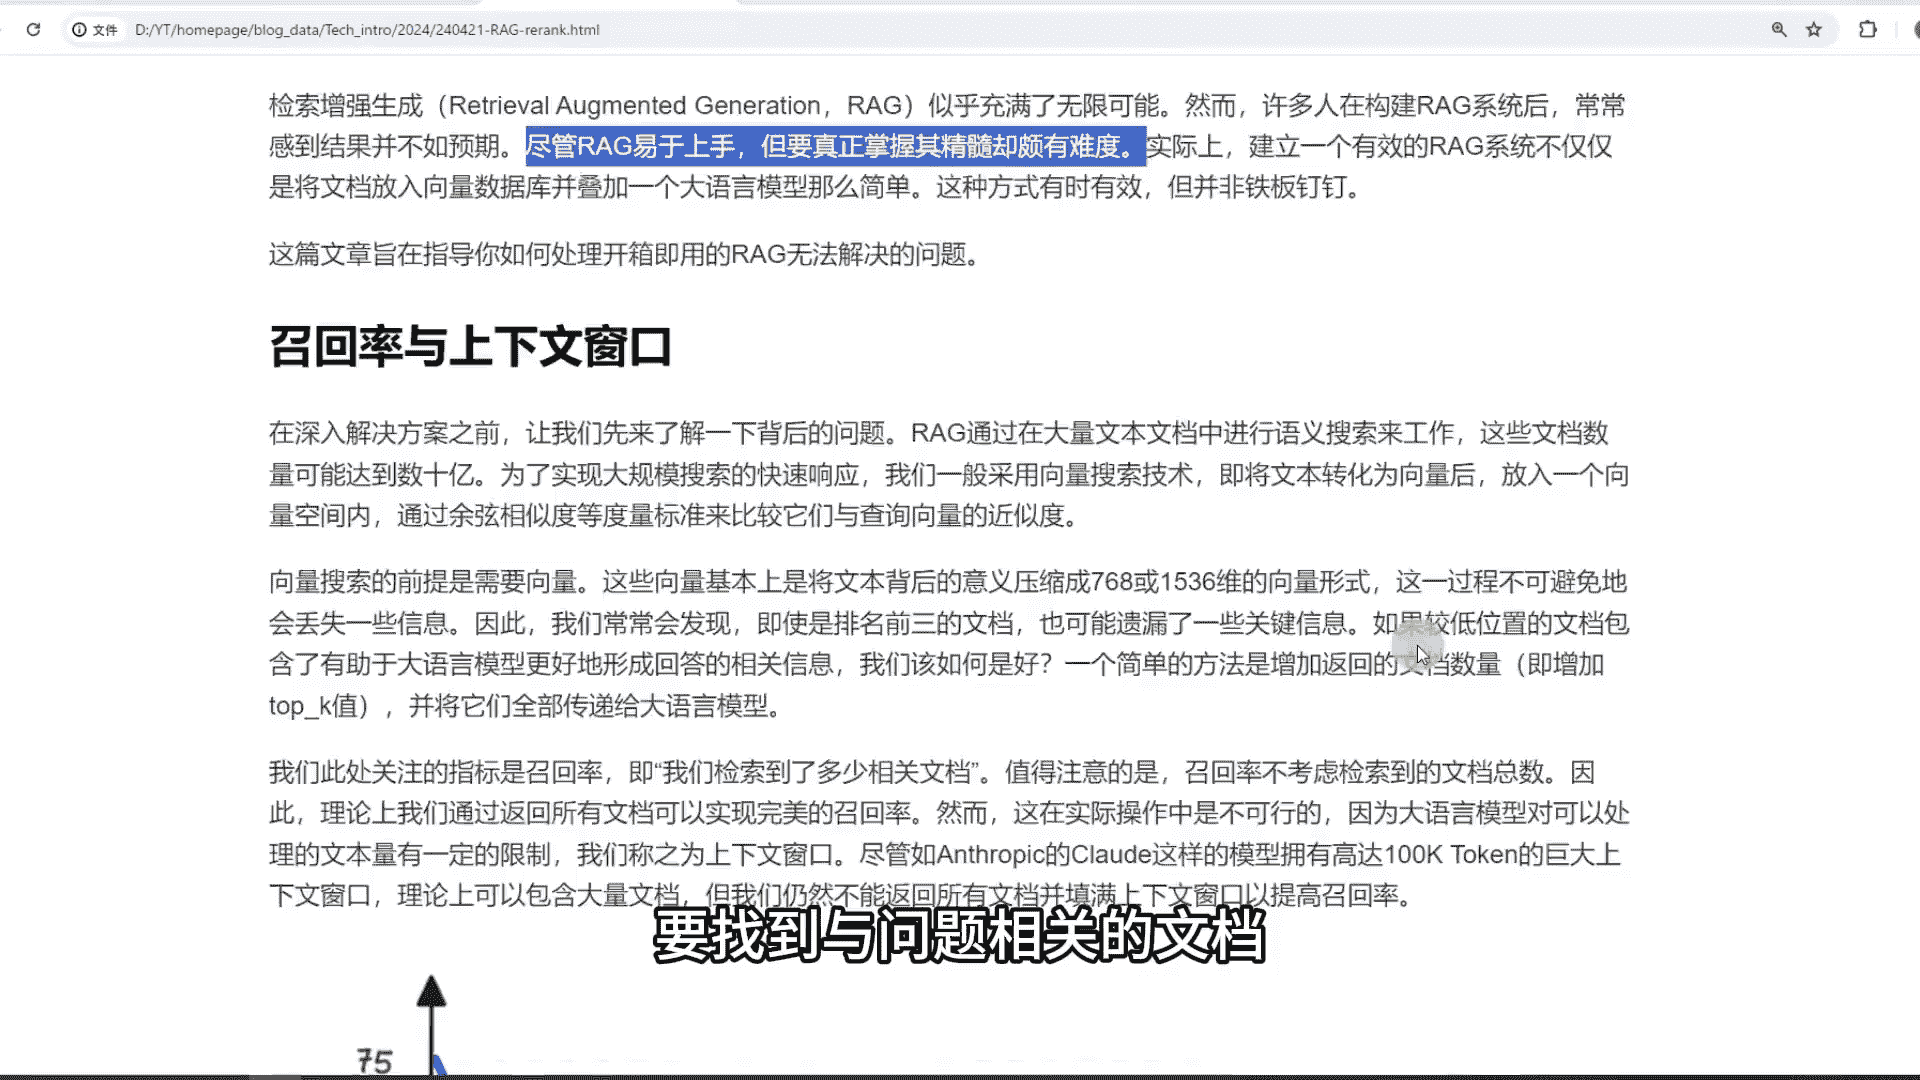 文件 D:/YT/homepage/blog_data/Tech_intro/2024/240421-RAG-rerank.html
检索增强生成（Retrieval Augmented Generation，RAG）似乎充满了无限可能。然而，许多人在构建RAG系统后，常常
感到结果并不如预期。尽管RAG易于上手，但要真正掌握其精髓却颇有难度。实际上，建立一个有效的RAG系统不仅仅
是将文档放入向量数据库并叠加一个大语言模型那么简单。这种方式有时有效，但并非铁板钉钉。
这篇文章旨在指导你如何处理开箱即用的RAG无法解决的问题。
召回率与上下文窗口
在深入解决方案之前，让我们先来了解一下背后的问题。RAG通过在大量文本文档中进行语义搜索来工作，这些文档数
量可能达到数十亿。为了实现大规模搜索的快速响应，我们一般采用向量搜索技术，即将文本转化为向量后，放入一个向
量空间内，通过余弦相似度等度量标准来比较它们与查询向量的近似度。
向量搜索的前提是需要向量。这些向量基本上是将文本背后的意义压缩成768或1536维的向量形式，这一过程不可避免地
会丢失一些信息。因此，我们常常会发现，即使是排名前三的文档，也可能遗漏了一些关键信息。如果较低位置的文档包
含了有助于大语言模型更好地形成回答的相关信息，我们该如何是好？一个简单的方法是增加返回的文档数量（即增加
top_k值），并将它们全部传递给大语言模型。
我们此处关注的指标是召回率，即“我们检索到了多少相关文档”。值得注意的是，召回率不考虑检索到的文档总数。因
此，理论上我们通过返回所有文档可以实现完美的召回率。然而，这在实际操作中是不可行的，因为大语言模型对可以处
理的文本量有一定的限制，我们称之为上下文窗口。尽管如Anthropic的Claude这样的模型拥有高达100K Token的巨大上
下文窗口，理论上可以包含大量文档，但我们仍然不能返回所有文档并填满上下文窗口以提高召回率。
要找到与问题相关的文档
75